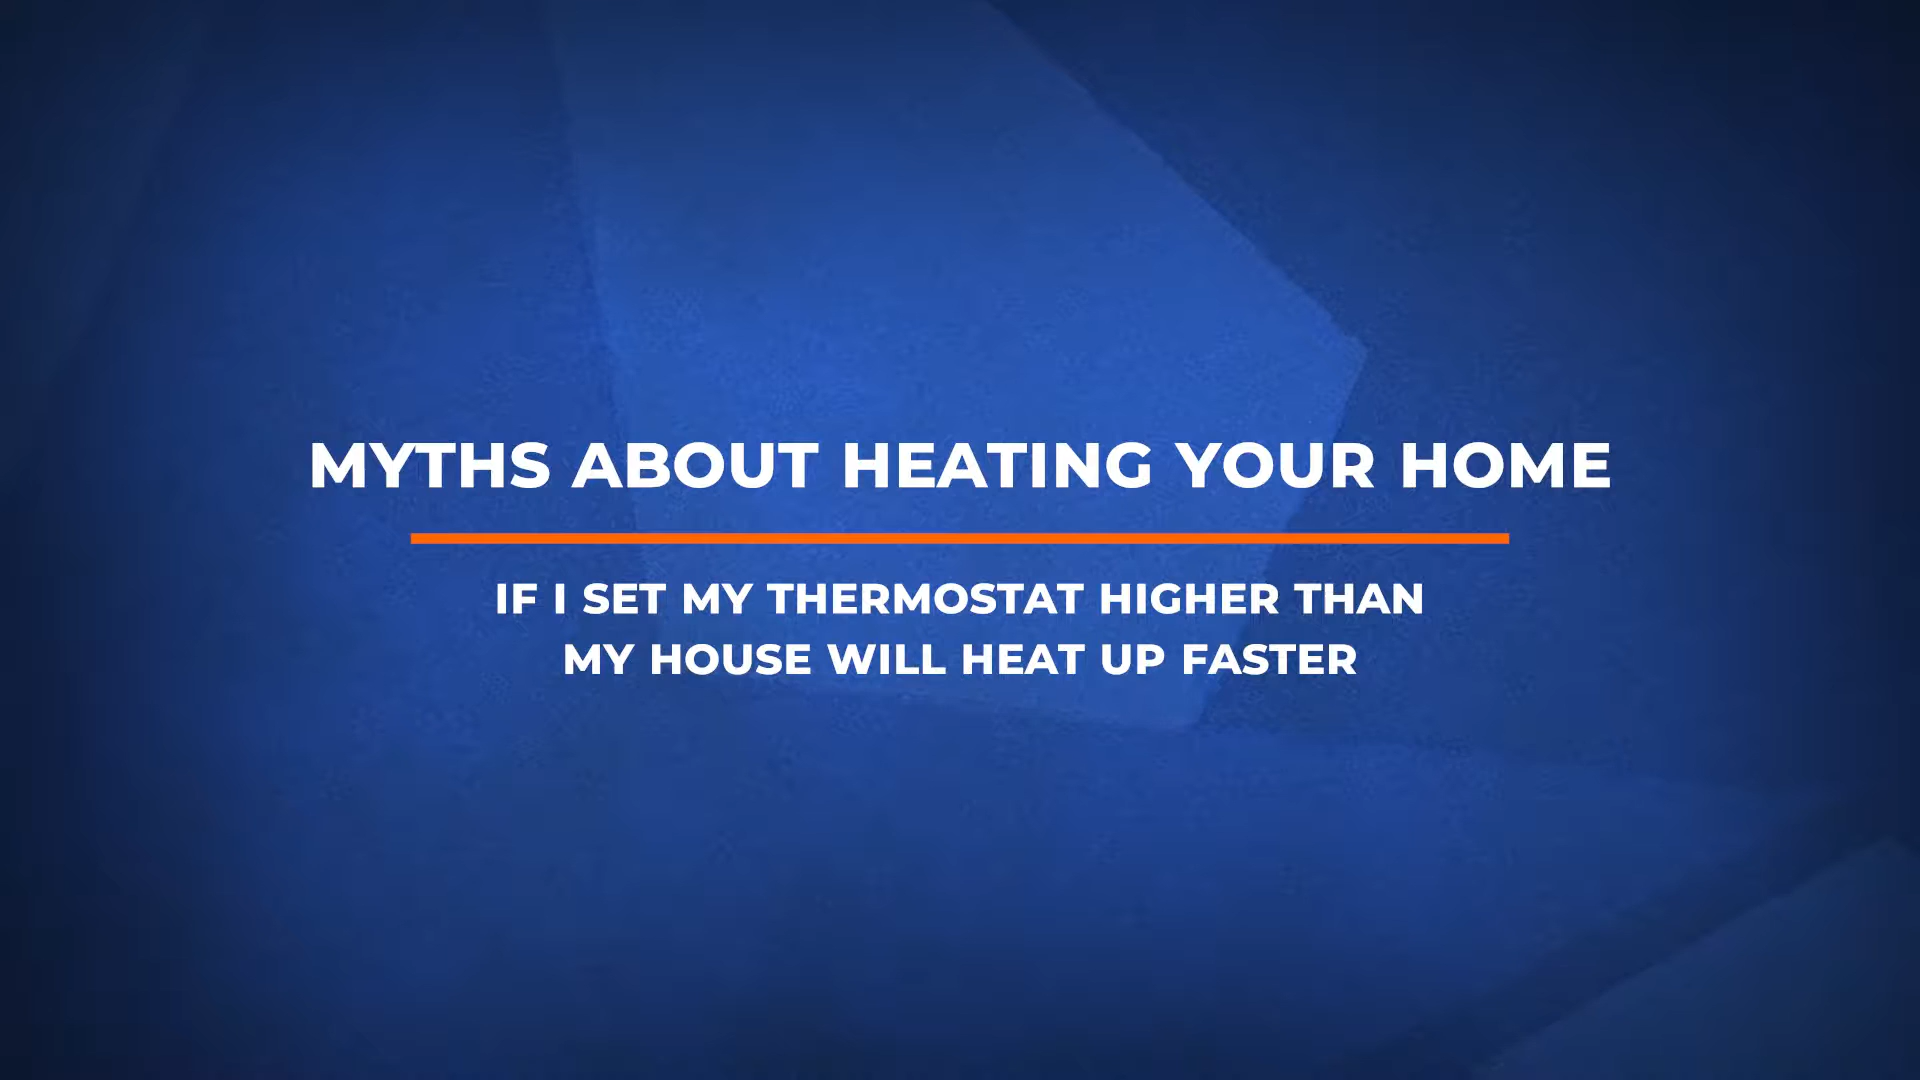 MYTHS ABOUT HEATING YOUR HOME
IF I SET MY THERMOSTAT HIGHER THAN
MY HOUSE WILL HEAT UP FASTER